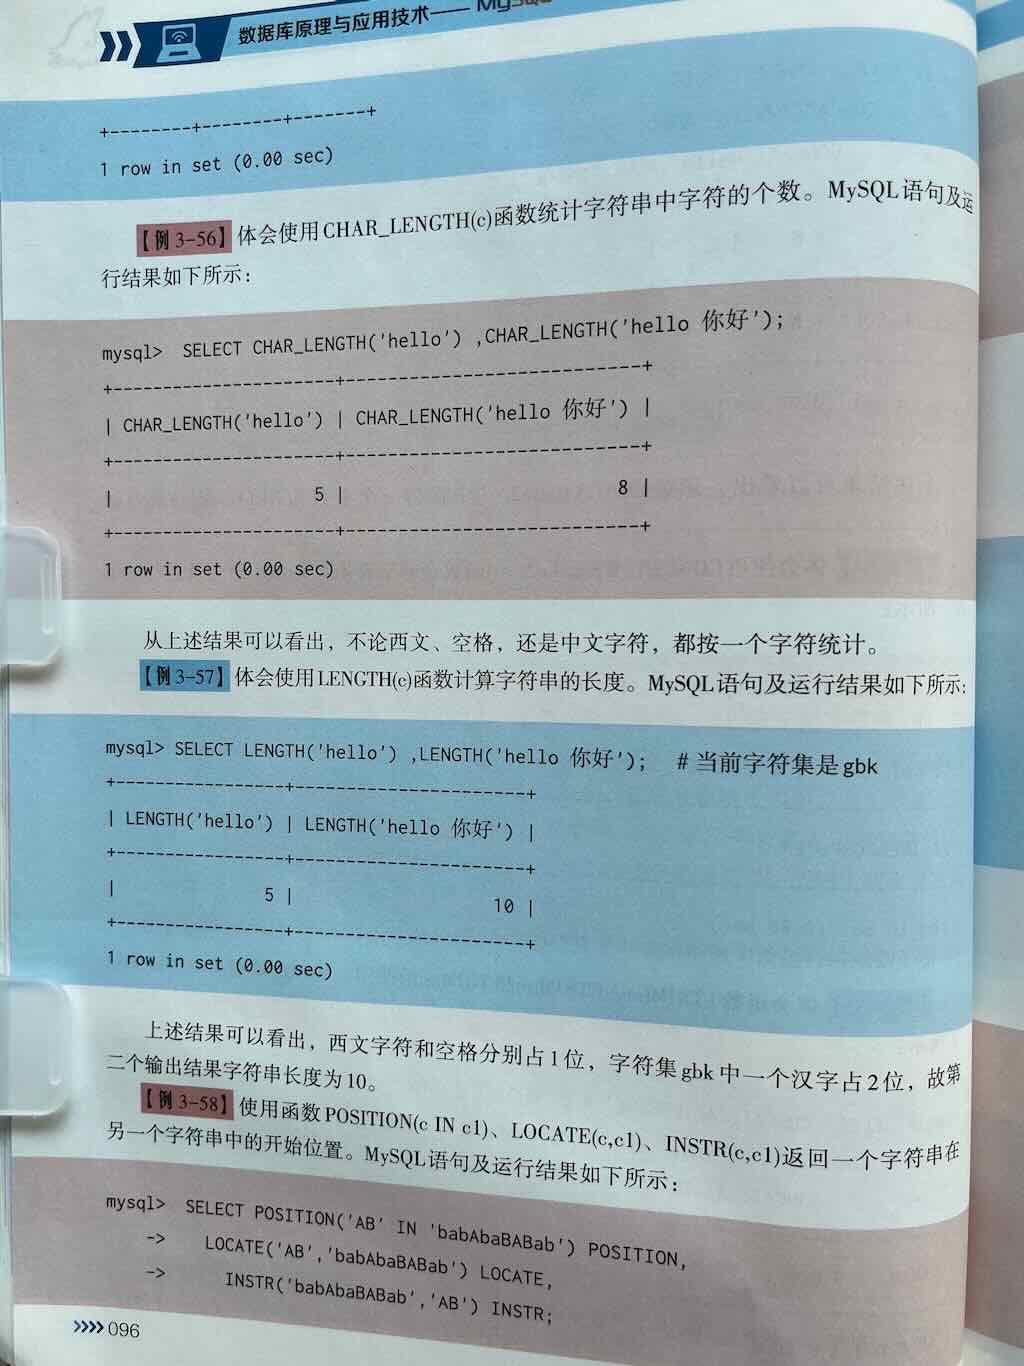 数据库原理与应用技术—— MySQL
+--------+--------+-------+
1 row in set (0.00 sec)
【例 3-56】体会使用CHAR_LENGTH(c)函数统计字符串中字符的个数。MySQL语句及运
行结果如下所示：
mysql> SELECT CHAR_LENGTH('hello') ,CHAR_LENGTH('hello 你好');
+----------------------+----------------------------+
| CHAR_LENGTH('hello') | CHAR_LENGTH('hello 你好') |
+----------------------+----------------------------+
| 5 | 8 |
+----------------------+----------------------------+
1 row in set (0.00 sec)
从上述结果可以看出，不论西文、空格，还是中文字符，都按一个字符统计。
【例 3-57】体会使用LENGTH(c)函数计算字符串的长度。MySQL语句及运行结果如下所示：
mysql> SELECT LENGTH('hello') ,LENGTH('hello 你好'); # 当前字符集是gbk
+-----------------+-----------------------+
| LENGTH('hello') | LENGTH('hello 你好') |
+-----------------+-----------------------+
| 5 | 10 |
+-----------------+-----------------------+
1 row in set (0.00 sec)
上述结果可以看出，西文字符和空格分别占1位，字符集gbk中一个汉字占2位，故第
二个输出结果字符串长度为10。
【例 3-58】使用函数POSITION(c IN c1)、LOCATE(c,c1)、INSTR(c,c1)返回一个字符串在
另一个字符串中的开始位置。MySQL语句及运行结果如下所示：
mysql> SELECT POSITION('AB' IN 'babAbaBABab') POSITION,
-> LOCATE('AB','babAbaBABab') LOCATE,
-> INSTR('babAbaBABab','AB') INSTR;
096